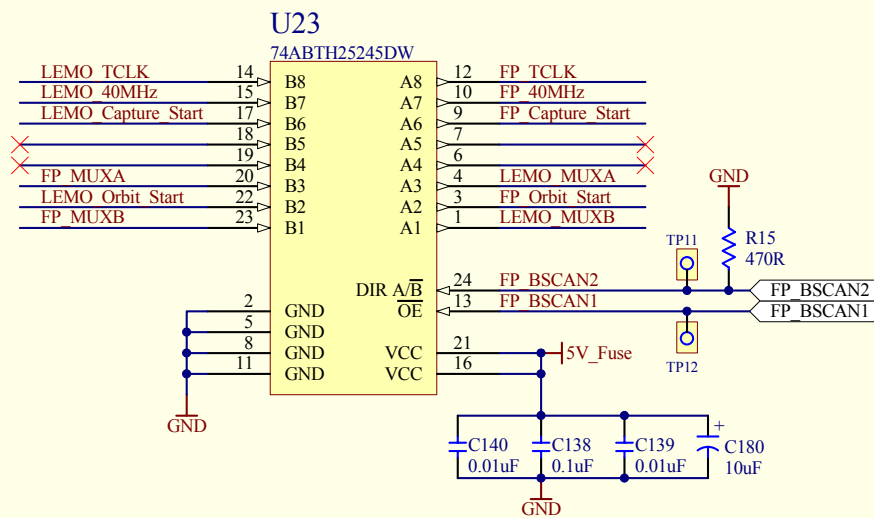 U23
74ABTH25245DW
LEMO_TCLK 14 B8 A8 12 FP_TCLK
LEMO_40MHz 15 B7 A7 10 FP_40MHz
LEMO_Capture_Start 17 B6 A6 9 FP_Capture_Start
18 B5 A5 7
19 B4 A4 6
FP_MUXA 20 B3 A3 4 LEMO_MUXA
LEMO_Orbit_Start 22 B2 A2 3 FP_Orbit_Start
FP_MUXB 23 B1 A1 1 LEMO_MUXB
GND
R15
470R
TP11
DIR A/B 24 FP_BSCAN2 FP_BSCAN2
OE 13 FP_BSCAN1 FP_BSCAN1
TP12
2 GND
5 GND
8 GND VCC 21 5V_Fuse
11 GND VCC 16
GND
C140
0.01uF
C138
0.1uF
C139
0.01uF
+
C180
10uF
GND